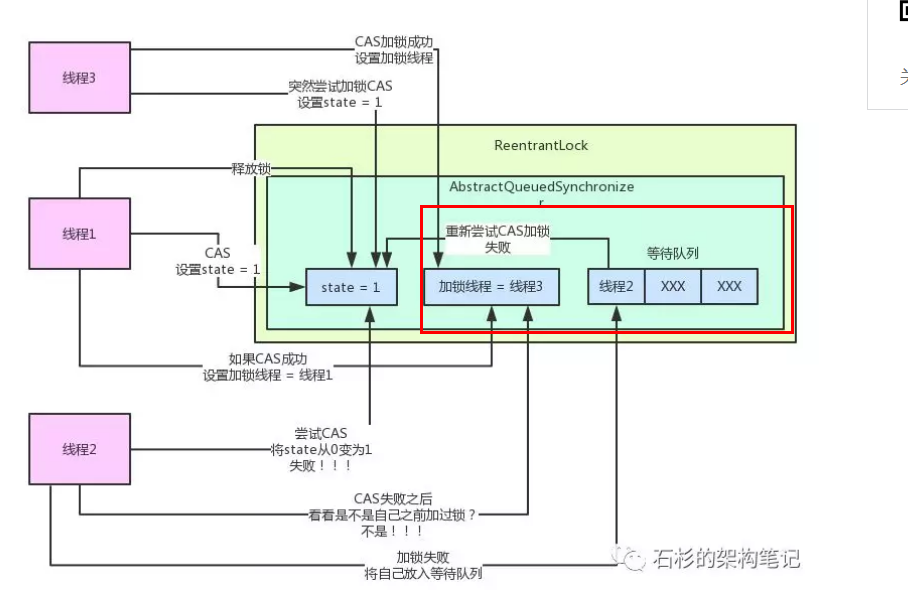 线程3
CAS加锁成功
设置加锁线程
突然尝试加锁CAS
设置state = 1
ReentrantLock
释放锁
AbstractQueuedSynchronize
r
线程1
CAS
设置state = 1
重新尝试CAS加锁
失败
等待队列
state = 1
加锁线程 = 线程3
线程2
XXX
XXX
如果CAS成功
设置加锁线程 = 线程1
线程2
尝试CAS
将state从0变为1
失败！！！
CAS失败之后
看看是不是自己之前加过锁？
不是！！！
加锁失败
将自己放入等待队列
石杉的架构笔记